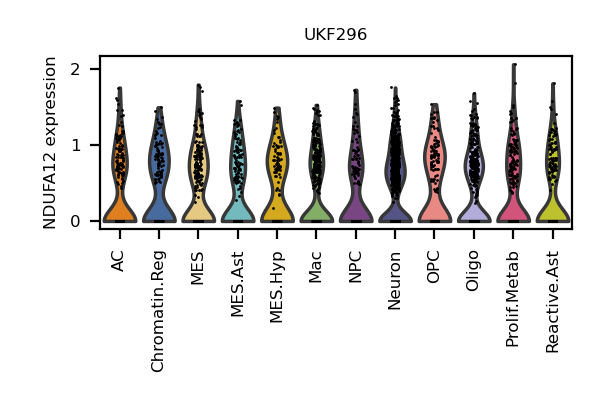 UKF296
NDUFA12 expression
2
1
0
AC
Chromatin.Reg
MES
MES.Ast
MES.Hyp
Mac
NPC
Neuron
OPC
Oligo
Prolif.Metab
Reactive.Ast